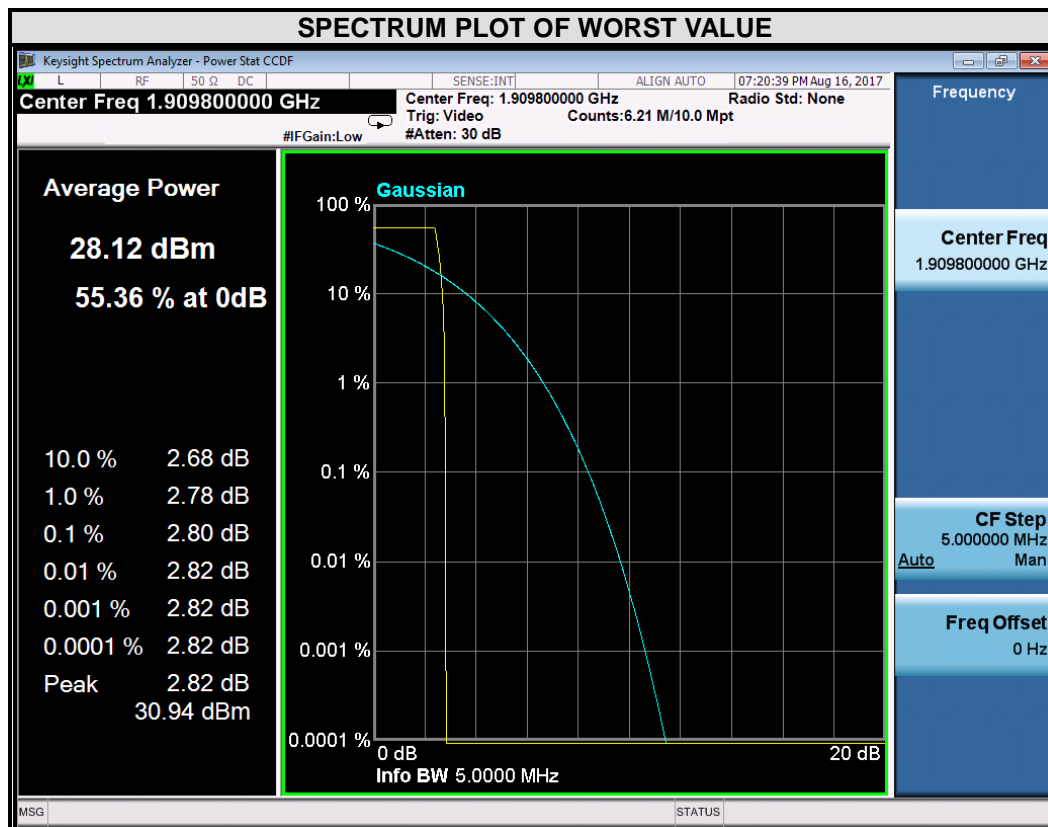 SPECTRUM PLOT OF WORST VALUE
Keysight Spectrum Analyzer - Power Stat CCDF
LXI L RF 50 Ω DC SENSE:INT ALIGN AUTO 07:20:39 PM Aug 16, 2017
Center Freq 1.909800000 GHz
Center Freq: 1.909800000 GHz Radio Std: None
Trig: Video Counts:6.21 M/10.0 Mpt
#IFGain:Low #Atten: 30 dB
Average Power
28.12 dBm
55.36 % at 0dB
10.0 % 2.68 dB
1.0 % 2.78 dB
0.1 % 2.80 dB
0.01 % 2.82 dB
0.001 % 2.82 dB
0.0001 % 2.82 dB
Peak 2.82 dB
30.94 dBm
Gaussian
100 %
10 %
1 %
0.1 %
0.01 %
0.001 %
0.0001 %
0 dB 20 dB
Info BW 5.0000 MHz
Frequency
Center Freq
1.909800000 GHz
CF Step
5.000000 MHz
Auto Man
Freq Offset
0 Hz
MSG STATUS